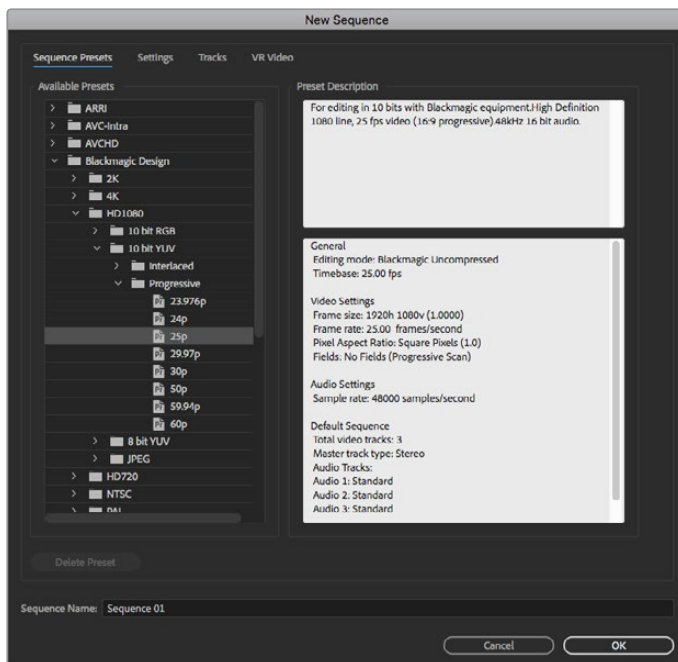 New Sequence
Sequence Presets Settings Tracks VR Video
Available Presets
ARRI
AVC-Intra
AVCHD
Blackmagic Design
2K
4K
HD1080
10 bit RGB
10 bit YUV
Interlaced
Progressive
23.976p
24p
25p
29.97p
30p
50p
59.94p
60p
8 bit YUV
JPEG
HD720
NTSC
PAL
Delete Preset
Preset Description
For editing in 10 bits with Blackmagic equipment.High Definition
1080 line, 25 fps video (16:9 progressive).48kHz 16 bit audio.
General
Editing mode: Blackmagic Uncompressed
Timebase: 25.00 fps
Video Settings
Frame size: 1920h 1080v (1.0000)
Frame rate: 25.00 frames/second
Pixel Aspect Ratio: Square Pixels (1.0)
Fields: No Fields (Progressive Scan)
Audio Settings
Sample rate: 48000 samples/second
Default Sequence
Total video tracks: 3
Master track type: Stereo
Audio Tracks:
Audio 1: Standard
Audio 2: Standard
Audio 3: Standard
Sequence Name: Sequence 01
Cancel OK